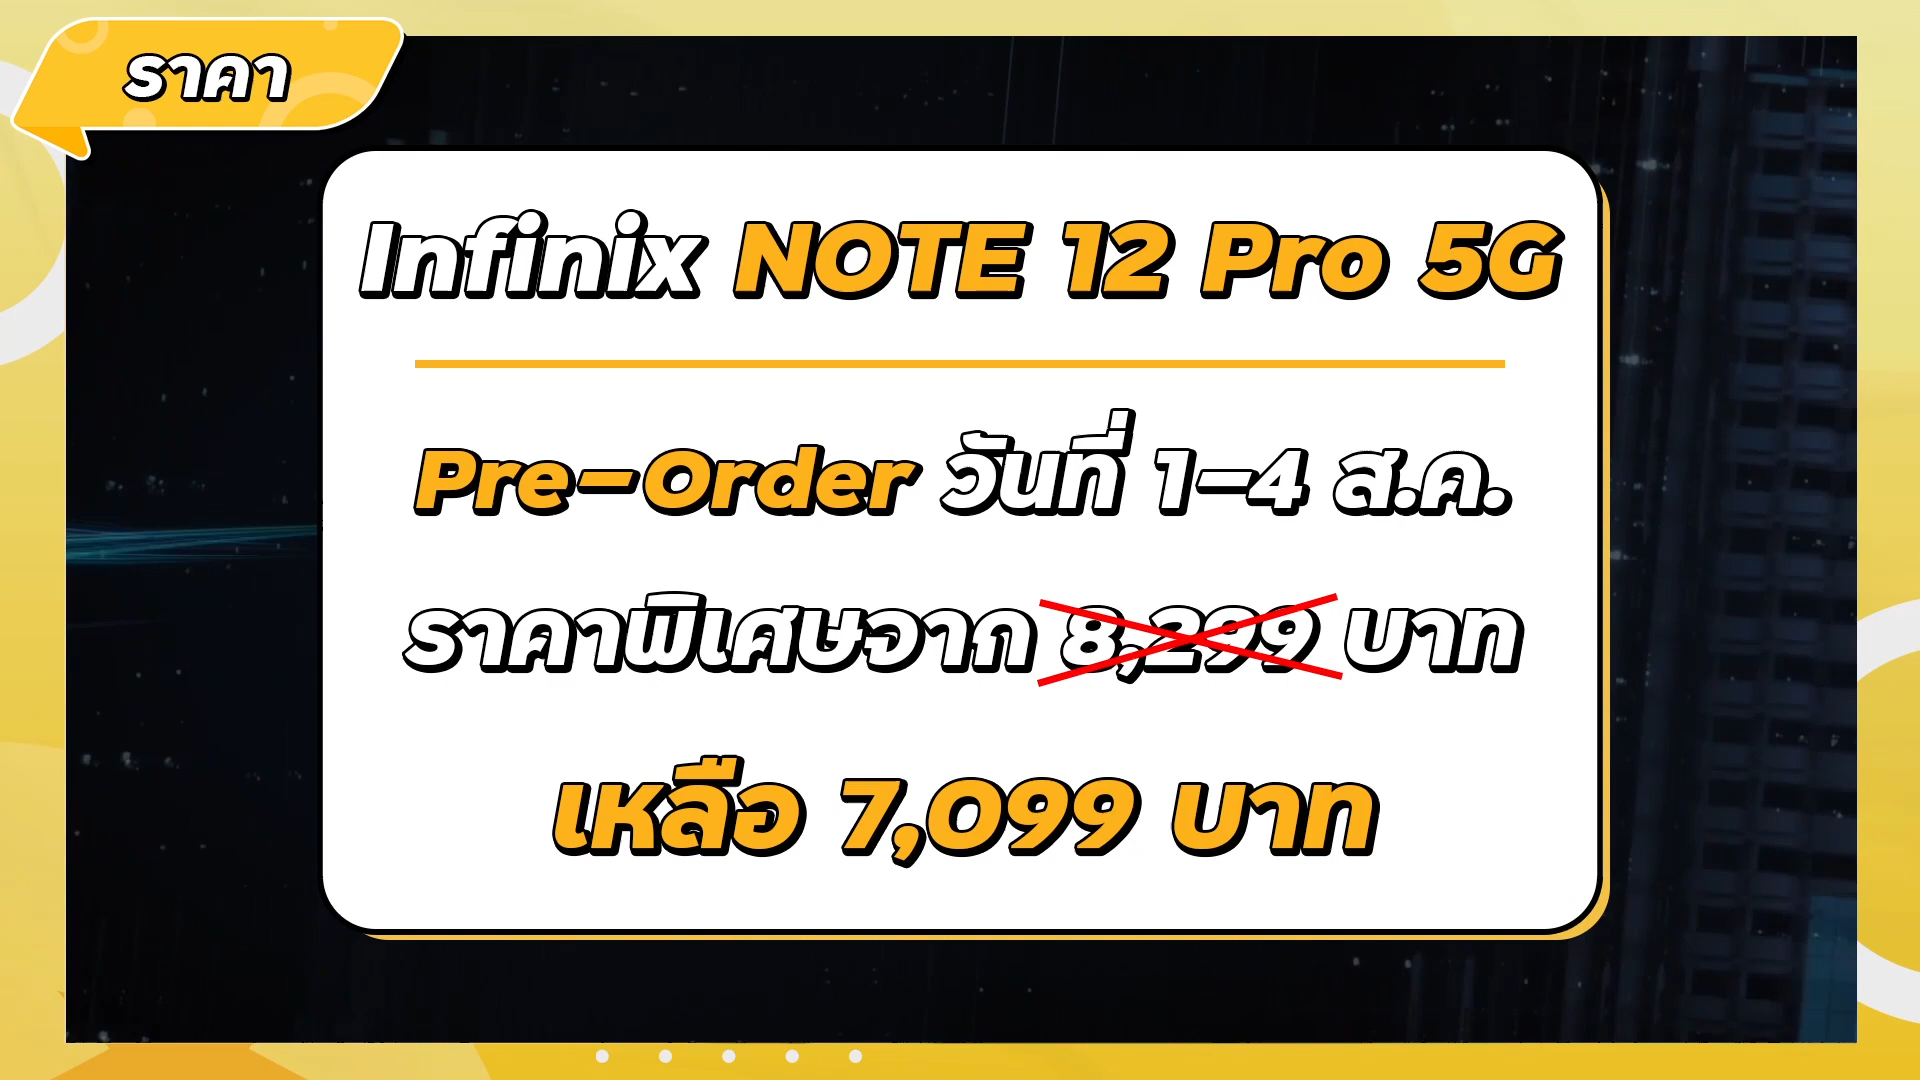 ราคา
Infinix NOTE 12 Pro 5G
Pre-Order วันที่ 1-4 ส.ค.
ราคาพิเศษจาก 8,299 บาท
เหลือ 7,099 บาท